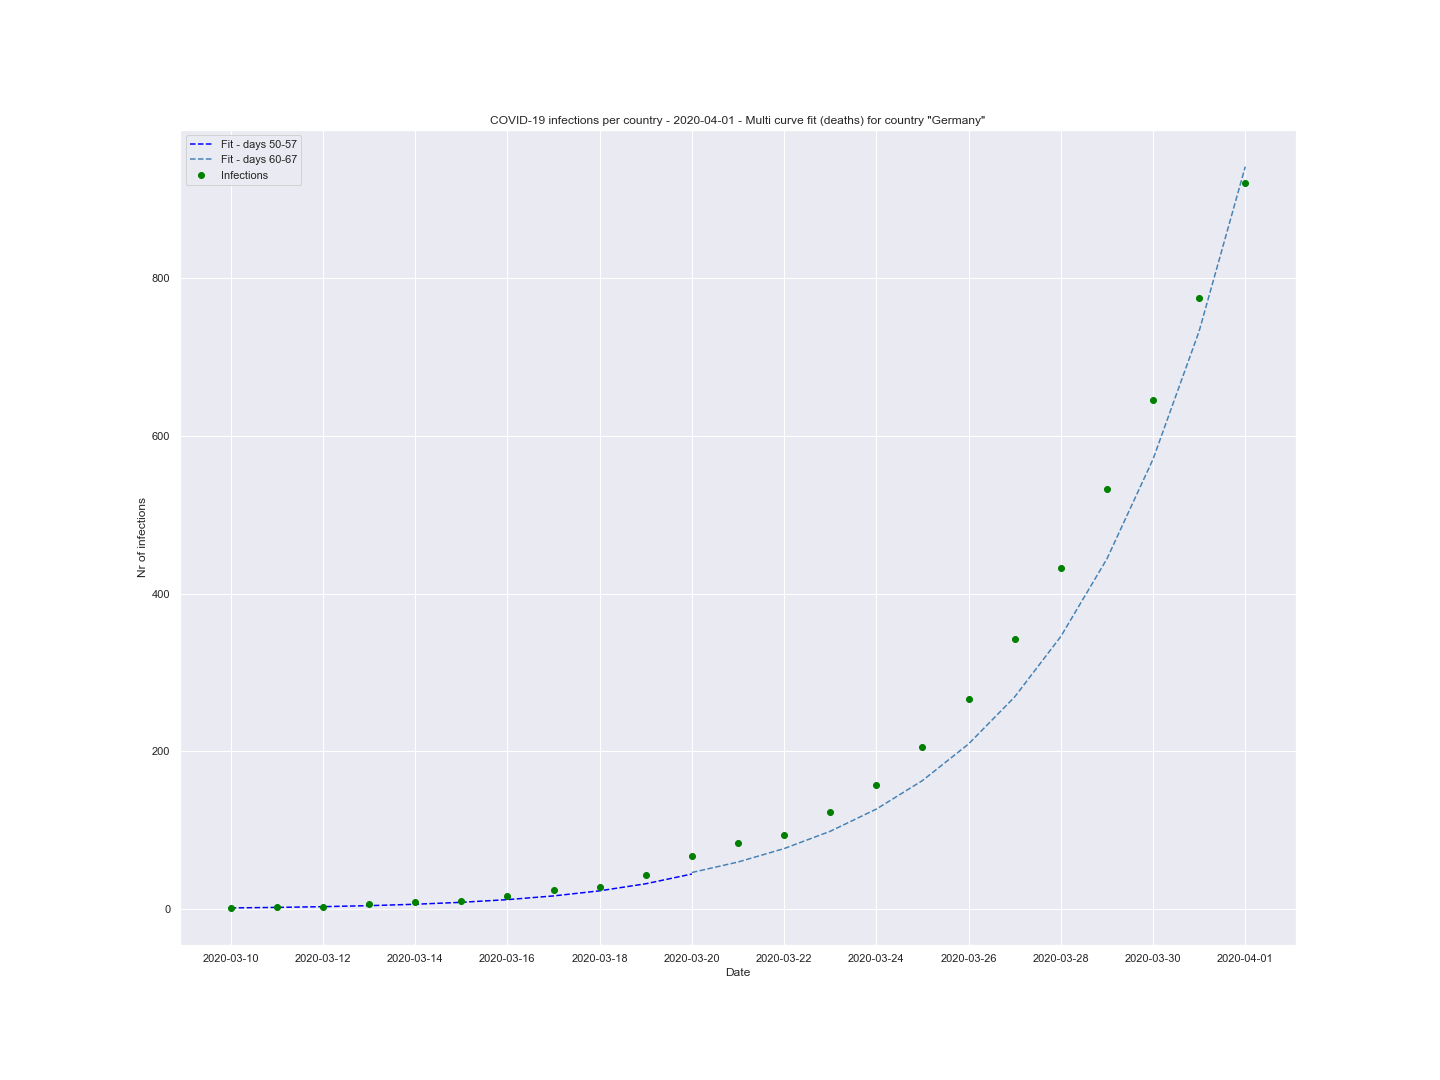 COVID-19 infections per country - 2020-04-01 - Multi curve fit (deaths) for country "Germany"
Fit - days 50-57
Fit - days 60-67
Infections
800
600
400
200
0
Nr of infections
2020-03-10 2020-03-12 2020-03-14 2020-03-16 2020-03-18 2020-03-20 2020-03-22 2020-03-24 2020-03-26 2020-03-28 2020-03-30 2020-04-01
Date